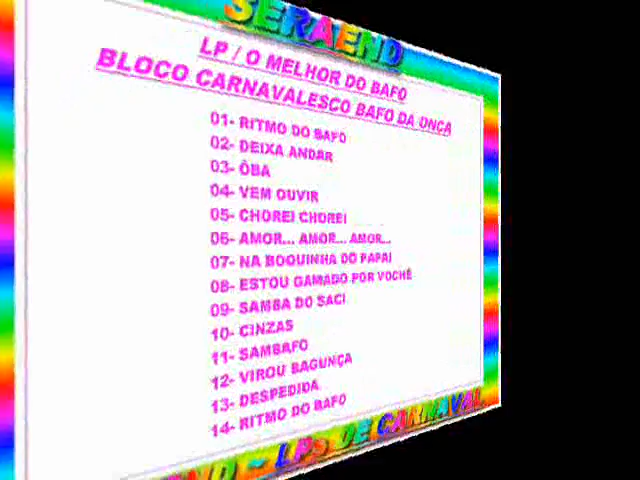 SERAEND
LP / O MELHOR DO BAFO
BLOCO CARNAVALESCO BAFO DA ONÇA
01- RITMO DO BAFO
02- DEIXA ANDAR
03- ÔBA
04- VEM OUVIR
05- CHOREI CHOREI
06- AMOR... AMOR... AMOR...
07- NA BOQUINHA DO PAPAI
08- ESTOU GAMADO POR VOCHÊ
09- SAMBA DO SACI
10- CINZAS
11- SAMBAFO
12- VIROU BAGUNÇA
13- DESPEDIDA
14- RITMO DO BAFO
ND - LPs DE CARNAVAL